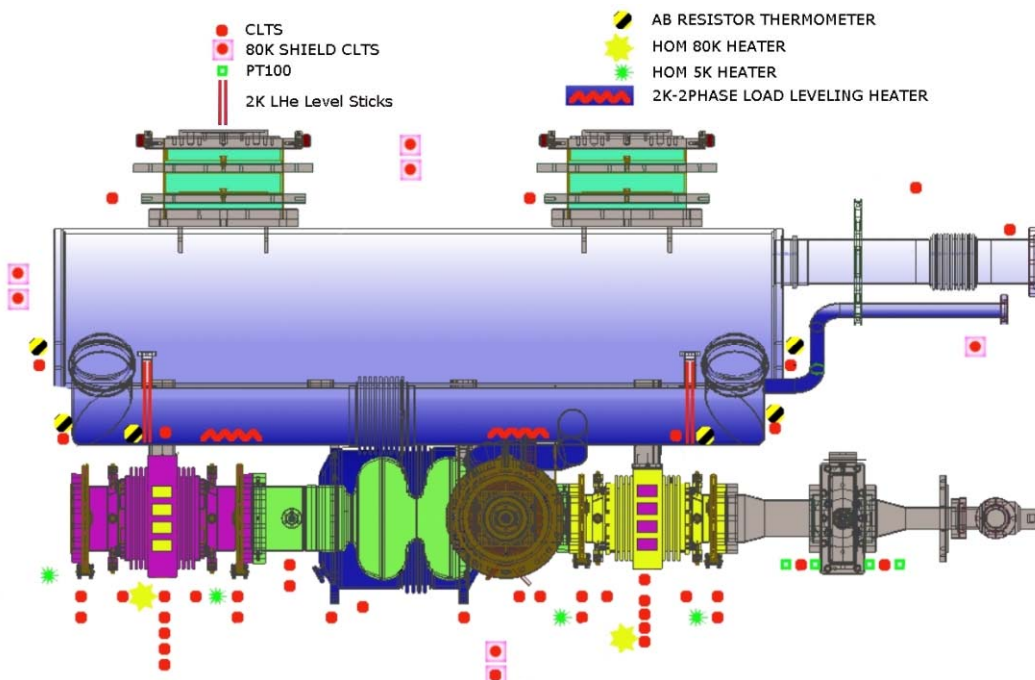 CLTS
80K SHIELD CLTS
PT100
2K LHe Level Sticks
AB RESISTOR THERMOMETER
HOM 80K HEATER
HOM 5K HEATER
2K-2PHASE LOAD LEVELING HEATER